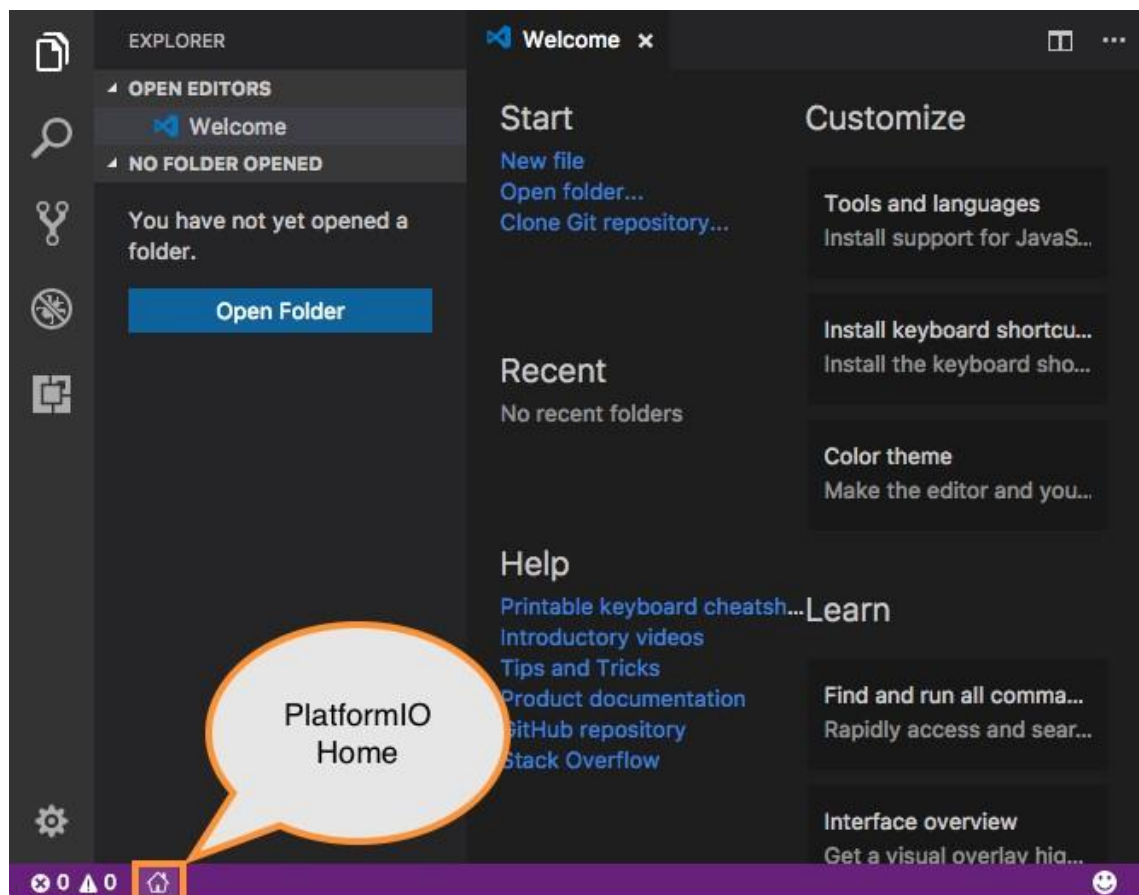 EXPLORER
OPEN EDITORS
Welcome
NO FOLDER OPENED
You have not yet opened a
folder.
Open Folder
Welcome
Start
New file
Open folder...
Clone Git repository...
Recent
No recent folders
Help
Printable keyboard cheatsh...
Introductory videos
Tips and Tricks
Product documentation
GitHub repository
Stack Overflow
Customize
Tools and languages
Install support for JavaS...
Install keyboard shortcu...
Install the keyboard sho...
Color theme
Make the editor and you...
Learn
Find and run all comma...
Rapidly access and sear...
Interface overview
Get a visual overlay hig...
PlatformIO
Home
0 0